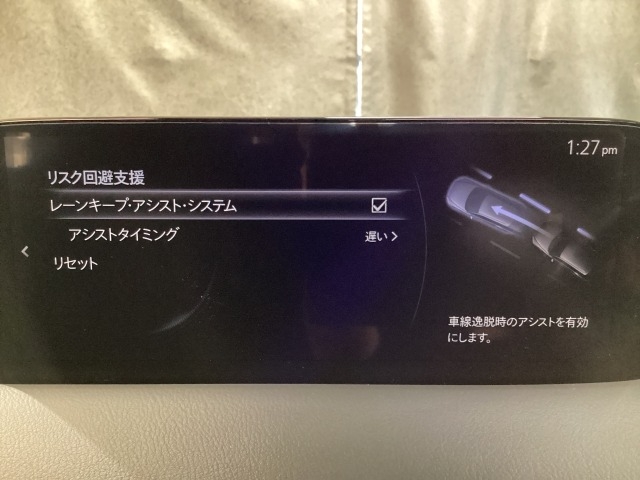 1:27pm
リスク回避支援
レーンキープ・アシスト・システム
アシストタイミング 遅い
リセット
車線逸脱時のアシストを有効
にします。